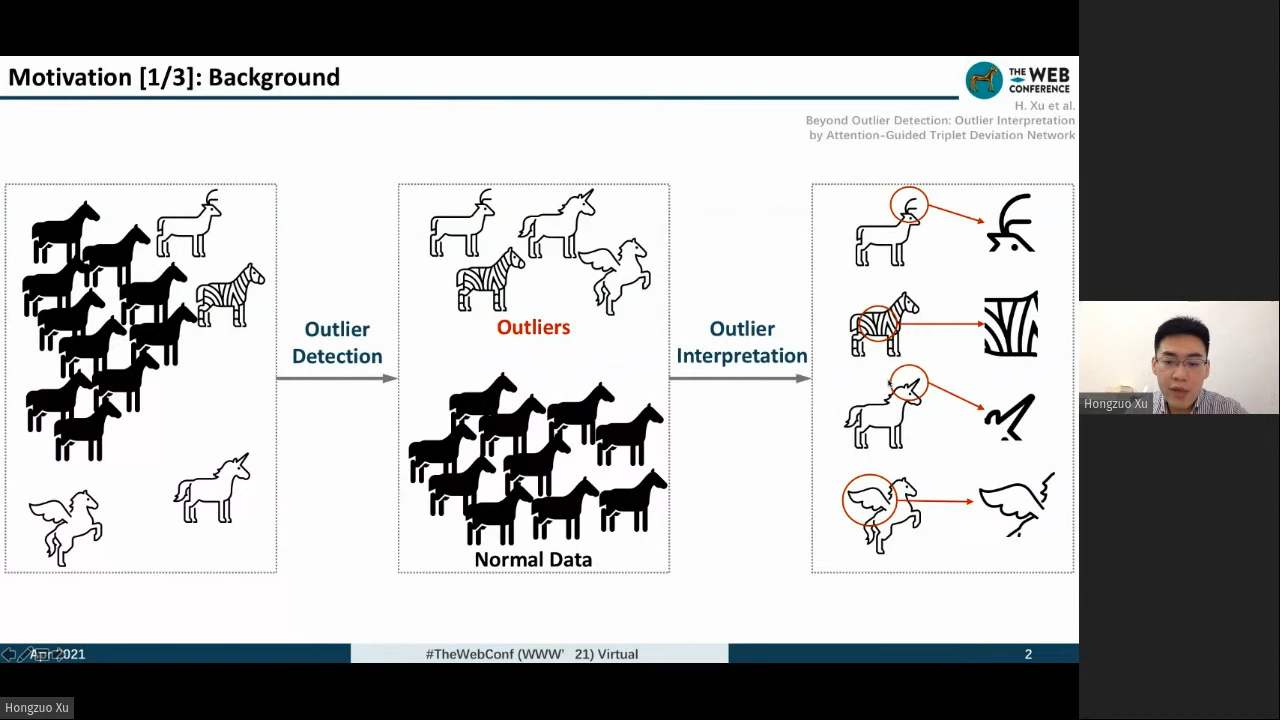 Motivation [1/3]: Background
THE WEB
CONFERENCE
H. Xu et al.
Beyond Outlier Detection: Outlier Interpretation
by Attention-Guided Triplet Deviation Network
Outlier
Detection
Outliers
Normal Data
Outlier
Interpretation
Hongzuo Xu
Apr 2021
#TheWebConf (WWW' 21) Virtual
2
Hongzuo Xu